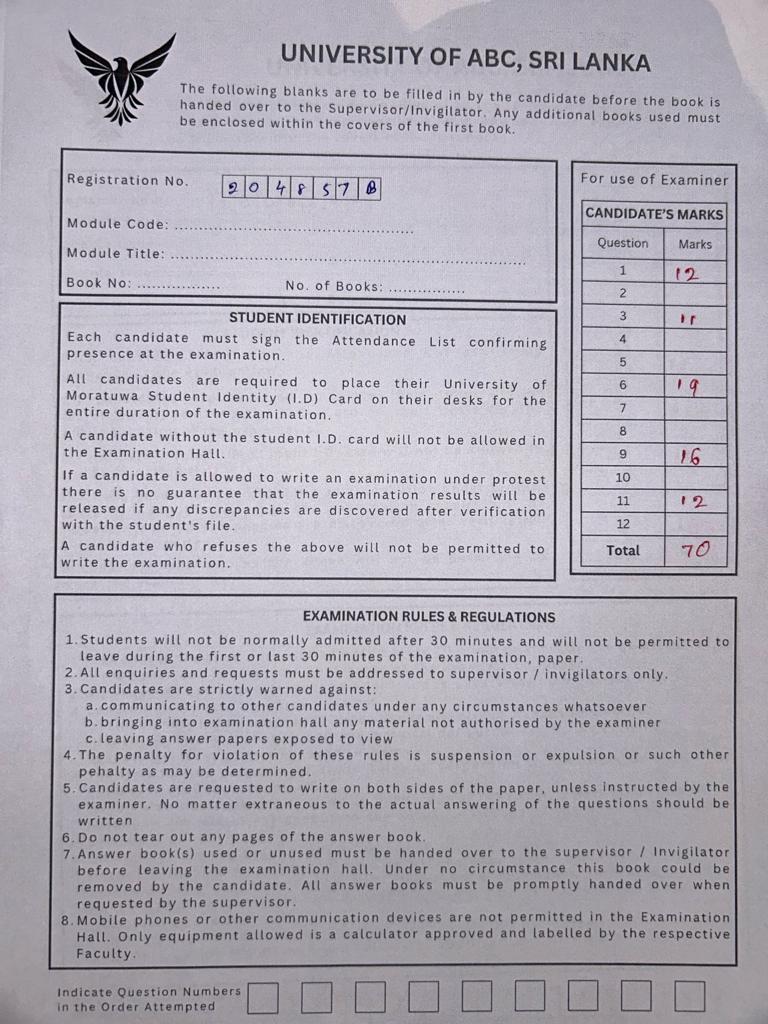 UNIVERSITY OF ABC, SRI LANKA
The following blanks are to be filled in by the candidate before the book is
handed over to the Supervisor/Invigilator. Any additional books used must
be enclosed within the covers of the first book.
Registration No. 204857B
Module Code: ..................................................
Module Title: ...........................................................................
Book No: ................. No. of Books: ................
STUDENT IDENTIFICATION
Each candidate must sign the Attendance List confirming
presence at the examination.
All candidates are required to place their University of
Moratuwa Student Identity (I.D) Card on their desks for the
entire duration of the examination.
A candidate without the student I.D. card will not be allowed in
the Examination Hall.
If a candidate is allowed to write an examination under protest
there is no guarantee that the examination results will be
released if any discrepancies are discovered after verification
with the student's file.
A candidate who refuses the above will not be permitted to
write the examination.
For use of Examiner
CANDIDATE'S MARKS
Question Marks
1 12
2
3 11
4
5
6 19
7
8
9 16
10
11 12
12
Total 70
EXAMINATION RULES & REGULATIONS
1. Students will not be normally admitted after 30 minutes and will not be permitted to
leave during the first or last 30 minutes of the examination, paper.
2. All enquiries and requests must be addressed to supervisor / invigilators only.
3. Candidates are strictly warned against:
a. communicating to other candidates under any circumstances whatsoever
b. bringing into examination hall any material not authorised by the examiner
c. leaving answer papers exposed to view
4. The penalty for violation of these rules is suspension or expulsion or such other
pehalty as may be determined.
5. Candidates are requested to write on both sides of the paper, unless instructed by the
examiner. No matter extraneous to the actual answering of the questions should be
written
6. Do not tear out any pages of the answer book.
7. Answer book(s) used or unused must be handed over to the supervisor / Invigilator
before leaving the examination hall. Under no circumstance this book could be
removed by the candidate. All answer books must be promptly handed over when
requested by the supervisor.
8. Mobile phones or other communication devices are not permitted in the Examination
Hall. Only equipment allowed is a calculator approved and labelled by the respective
Faculty.
Indicate Question Numbers
in the Order Attempted